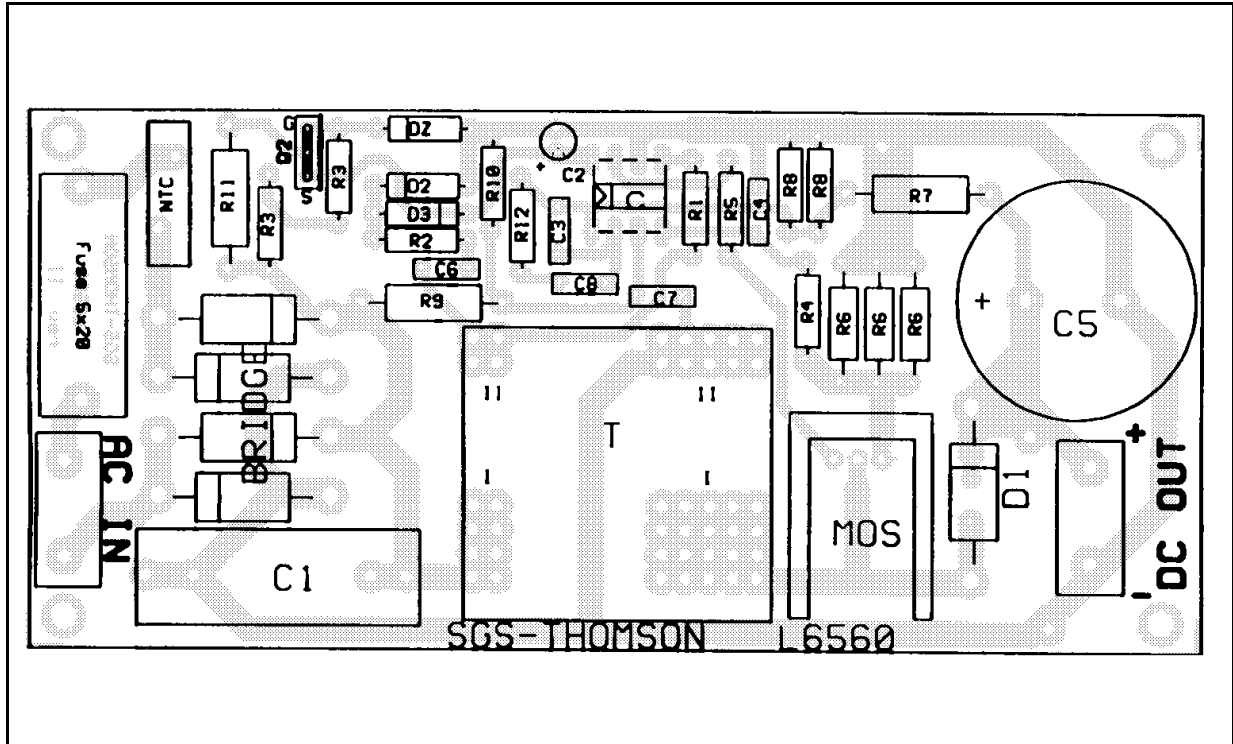 G
S
NTC
R11
R3
R3
DZ
D2
D3
R2
C6
R9
R10
R12
C2
C3
C8
C7
R1
R5
C4
R8
R8
R7
R4
R6
R6
R6
+
C5
Fuse 5x20
BRIDGE
AC IN
C1
II
II
T
I
I
MOS
D1
+
DC OUT
-
SGS-THOMSON
L6560